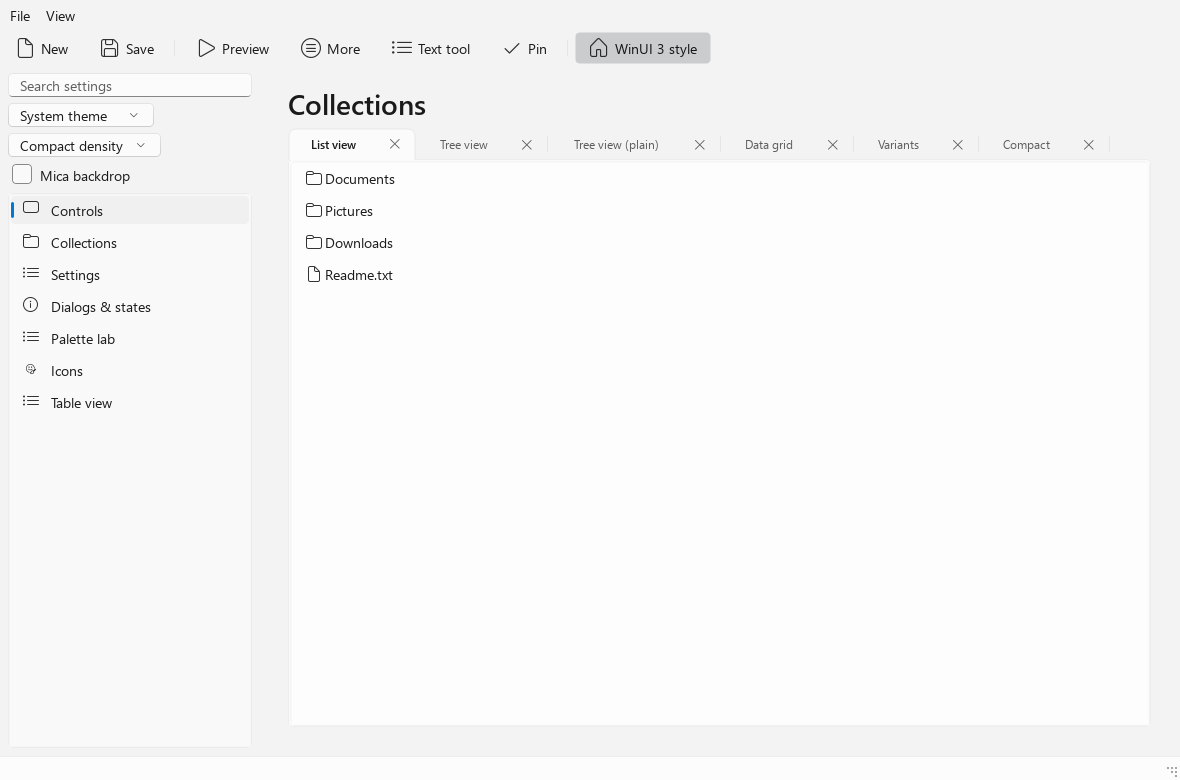 File View
New Save Preview More Text tool Pin WinUI 3 style
Search settings
System theme
Compact density
Mica backdrop
Controls
Collections
Settings
Dialogs & states
Palette lab
Icons
Table view
Collections
List view Tree view Tree view (plain) Data grid Variants Compact
Documents
Pictures
Downloads
Readme.txt